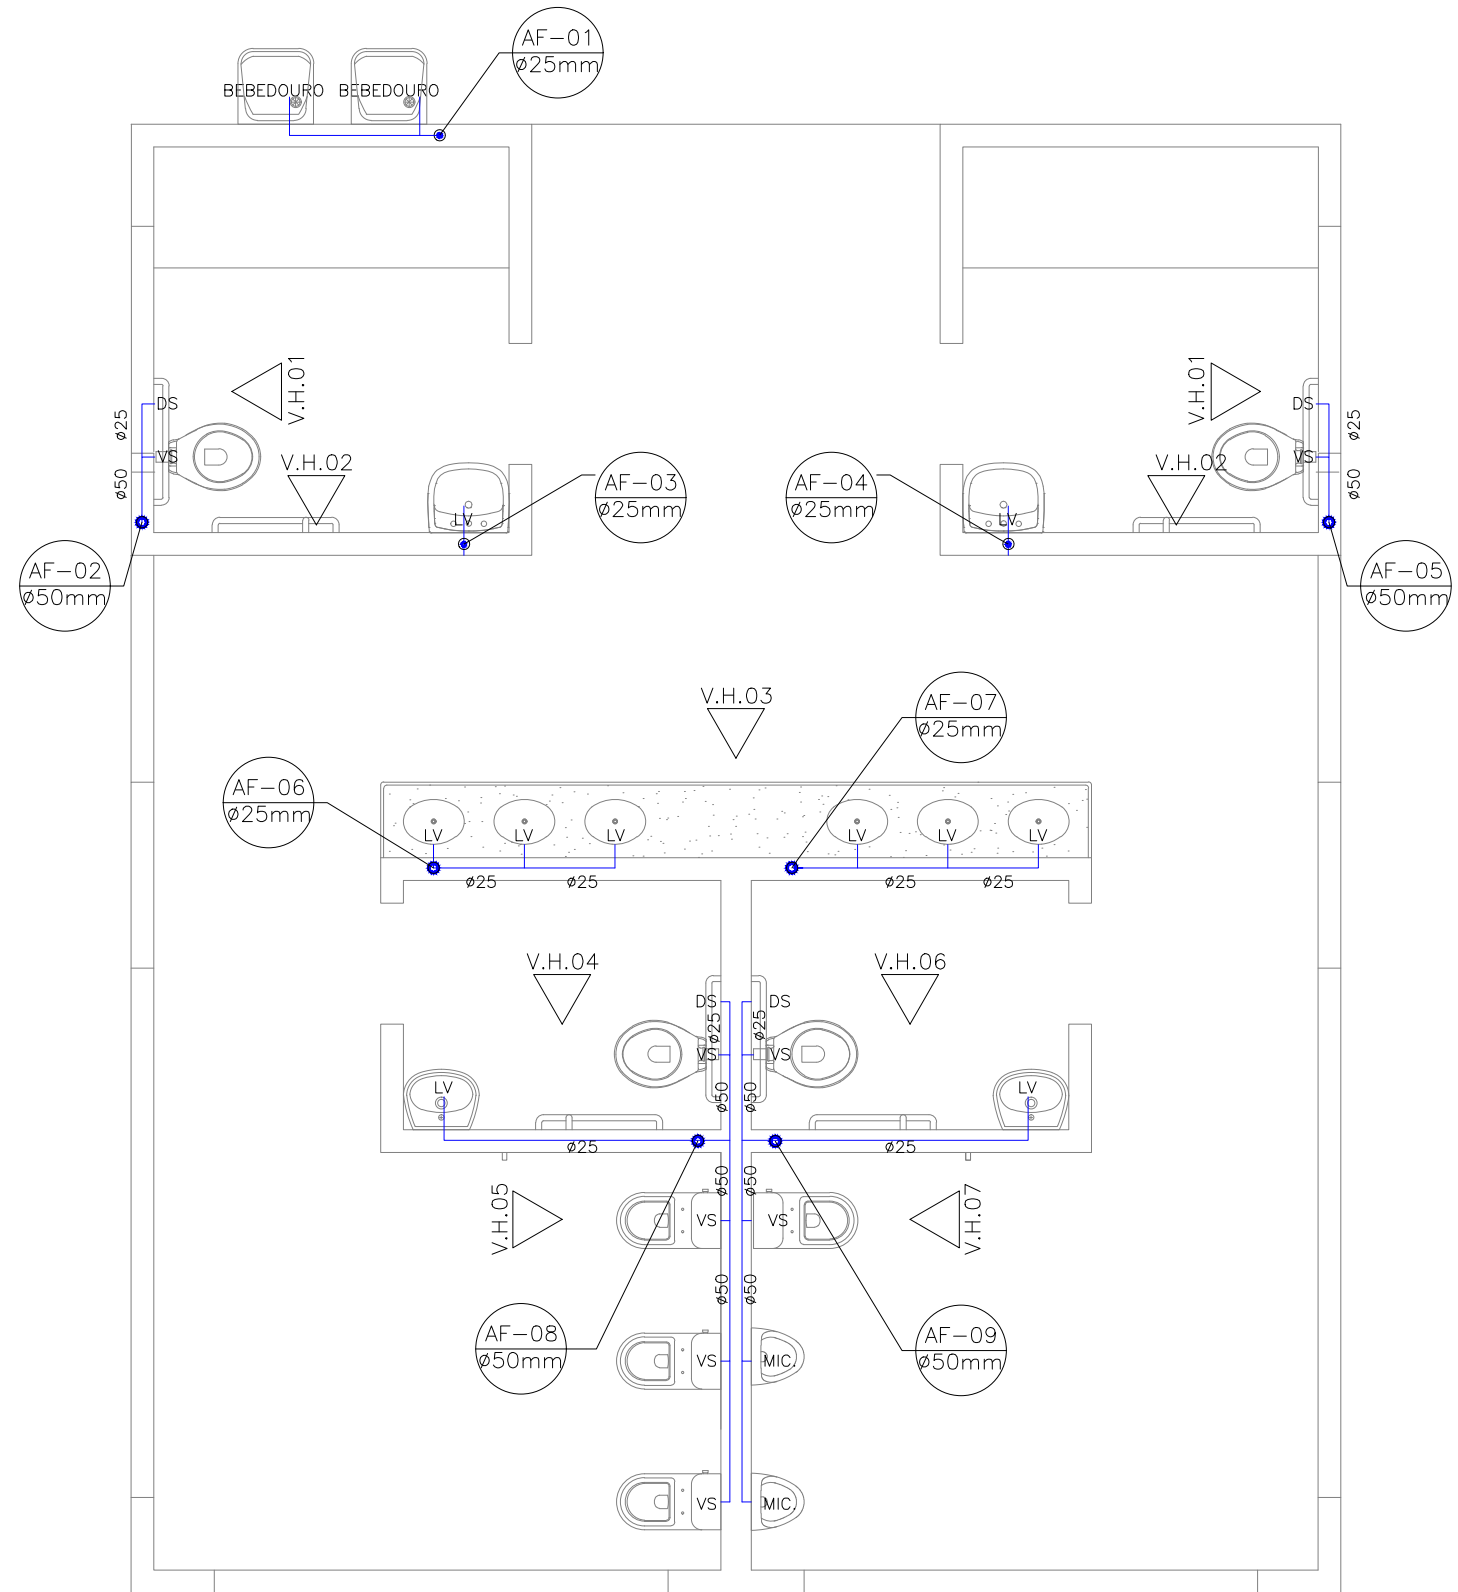 AF-01
ø25mm
BEBEDOURO
BEBEDOURO
V.H.01
V.H.01
DS
DS
ø25
ø25
VS
VS
V.H.02
V.H.02
ø50
ø50
AF-03
ø25mm
AF-04
ø25mm
LV
LV
AF-02
ø50mm
AF-05
ø50mm
V.H.03
AF-07
ø25mm
AF-06
ø25mm
LV
LV
LV
LV
LV
LV
ø25
ø25
ø25
ø25
V.H.04
V.H.06
DS
DS
ø25
ø25
VS
VS
LV
LV
ø50
ø50
ø25
ø25
ø50
ø50
V.H.05
V.H.07
VS
VS
ø50
ø50
AF-08
ø50mm
AF-09
ø50mm
VS
MIC.
VS
MIC.